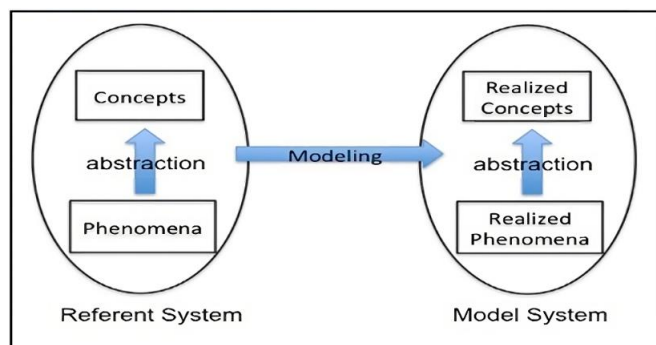 Concepts
abstraction
Phenomena
Referent System
Modeling
Realized
Concepts
abstraction
Realized
Phenomena
Model System